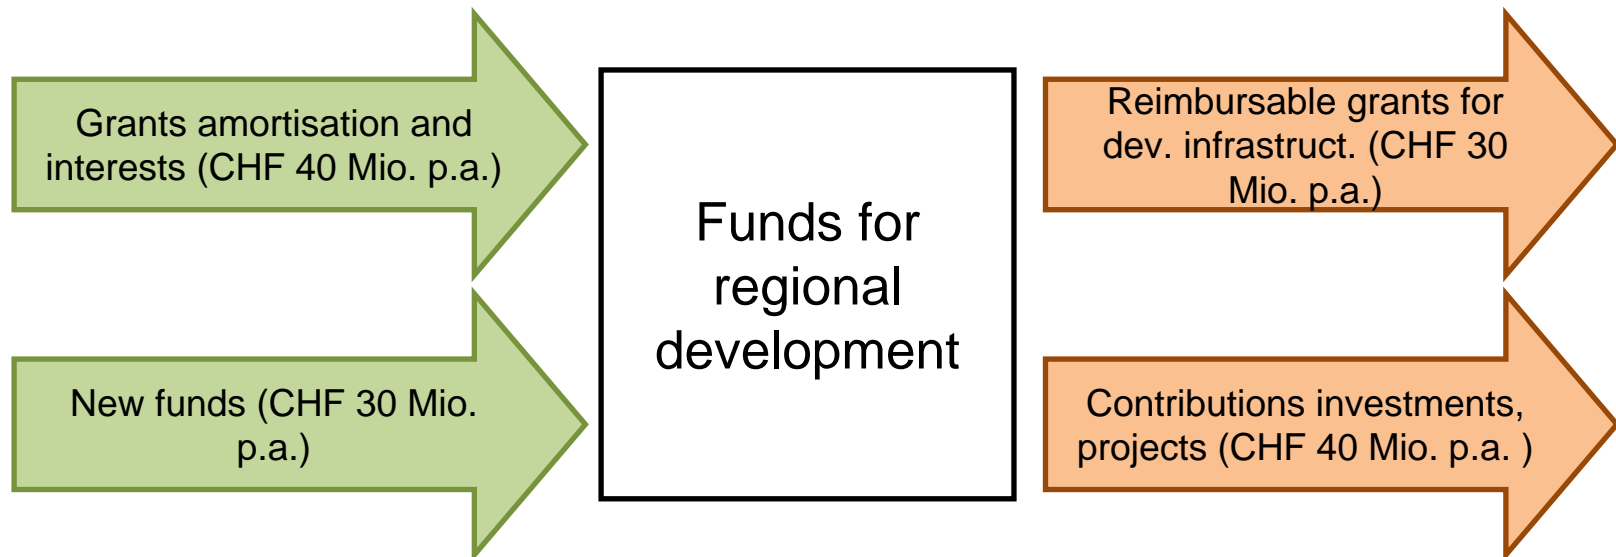 Grants amortisation and
interests (CHF 40 Mio. p.a.)
New funds (CHF 30 Mio.
p.a.)
Funds for
regional
development
Reimbursable grants for
dev. infrastruct. (CHF 30
Mio. p.a.)
Contributions investments,
projects (CHF 40 Mio. p.a. )